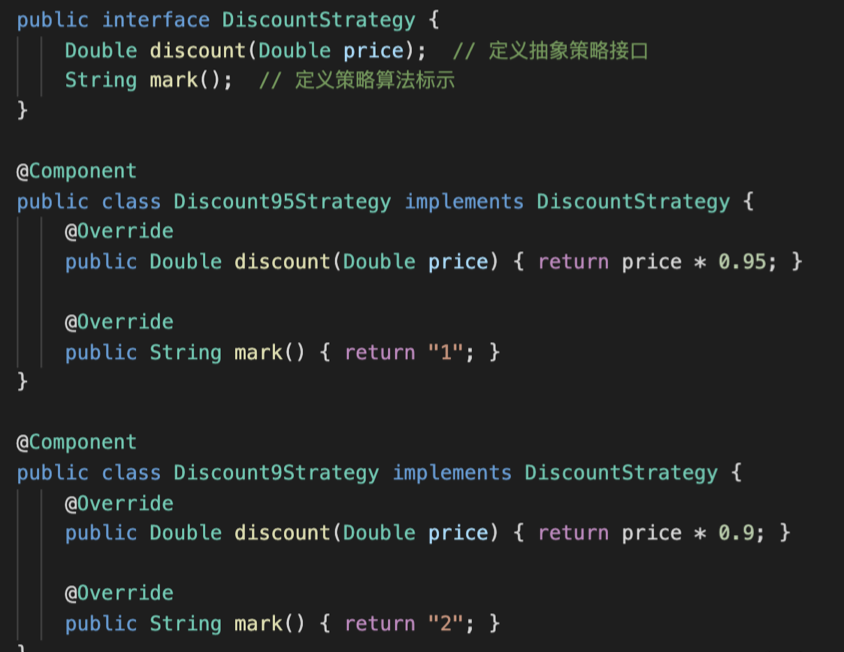 public interface DiscountStrategy {
Double discount(Double price);  // 定义抽象策略接口
String mark();  // 定义策略算法标示
}
@Component
public class Discount95Strategy implements DiscountStrategy {
@Override
public Double discount(Double price) { return price * 0.95; }
@Override
public String mark() { return "1"; }
}
@Component
public class Discount9Strategy implements DiscountStrategy {
@Override
public Double discount(Double price) { return price * 0.9; }
@Override
public String mark() { return "2"; }
}